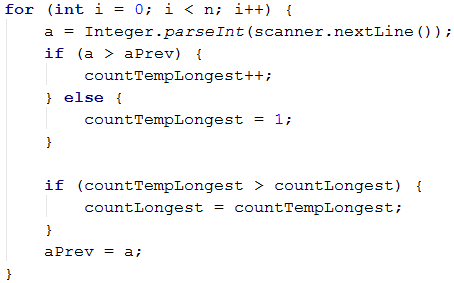 for (int i = 0; i < n; i++) {
    a = Integer.parseInt(scanner.nextLine());
    if (a > aPrev) {
        countTempLongest++;
    } else {
        countTempLongest = 1;
    }

    if (countTempLongest > countLongest) {
        countLongest = countTempLongest;
    }
    aPrev = a;
}